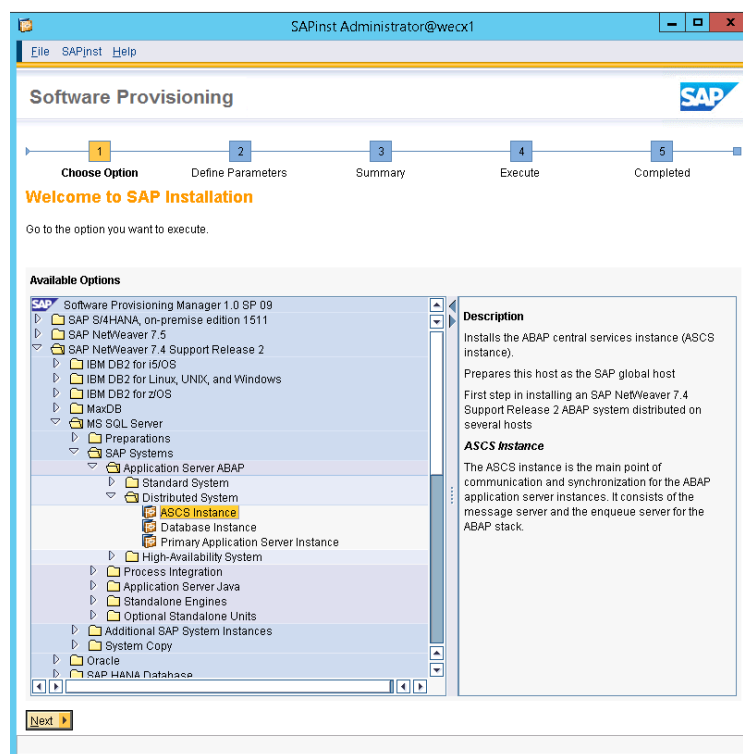 SAPinst Administrator@wecx1
File SAPinst Help
Software Provisioning
SAP
1 2 3 4 5
Choose Option Define Parameters Summary Execute Completed
Welcome to SAP Installation
Go to the option you want to execute.
Available Options
SAP Software Provisioning Manager 1.0 SP 09
SAP S/4HANA, on-premise edition 1511
SAP NetWeaver 7.5
SAP NetWeaver 7.4 Support Release 2
IBM DB2 for i5/OS
IBM DB2 for Linux, UNIX, and Windows
IBM DB2 for z/OS
MaxDB
MS SQL Server
Preparations
SAP Systems
Application Server ABAP
Standard System
Distributed System
ASCS Instance
Database Instance
Primary Application Server Instance
High-Availability System
Process Integration
Application Server Java
Standalone Engines
Optional Standalone Units
Additional SAP System Instances
System Copy
Oracle
SAP HANA Database
Description
Installs the ABAP central services instance (ASCS
instance).
Prepares this host as the SAP global host
First step in installing an SAP NetWeaver 7.4
Support Release 2 ABAP system distributed on
several hosts
ASCS Instance
The ASCS instance is the main point of
communication and synchronization for the ABAP
application server instances. It consists of the
message server and the enqueue server for the
ABAP stack.
Next